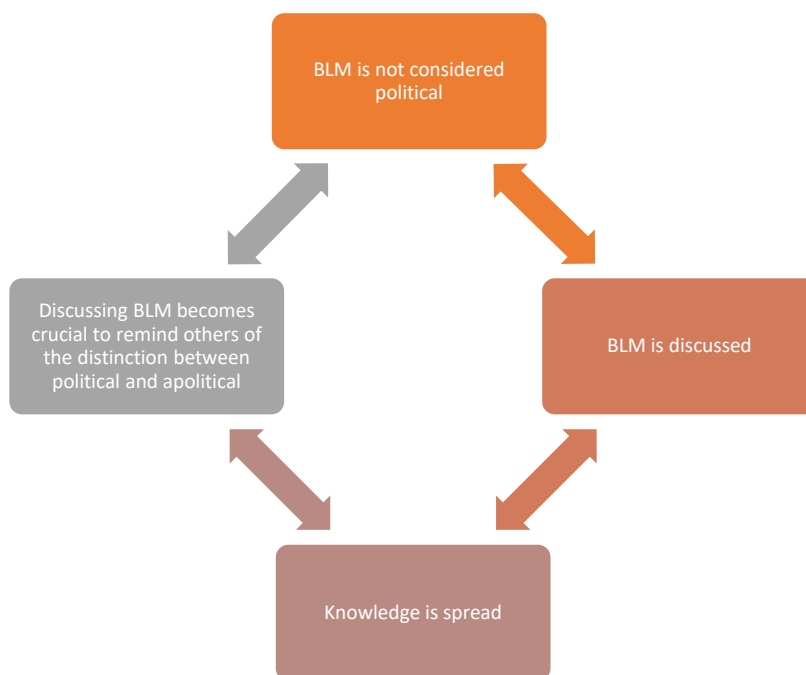 BLM is not considered
political
Discussing BLM becomes
crucial to remind others of
the distinction between
political and apolitical
BLM is discussed
Knowledge is spread